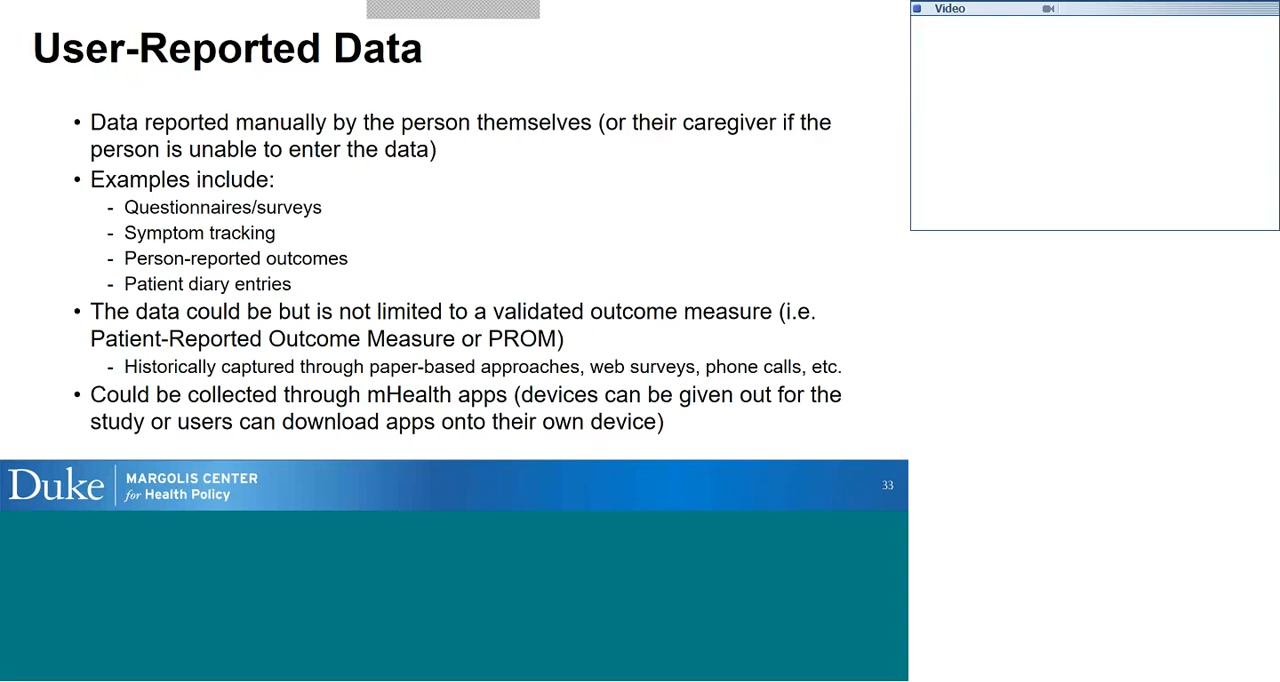 User-Reported Data
• Data reported manually by the person themselves (or their caregiver if the
person is unable to enter the data)
• Examples include:
- Questionnaires/surveys
- Symptom tracking
- Person-reported outcomes
- Patient diary entries
• The data could be but is not limited to a validated outcome measure (i.e.
Patient-Reported Outcome Measure or PROM)
- Historically captured through paper-based approaches, web surveys, phone calls, etc.
• Could be collected through mHealth apps (devices can be given out for the
study or users can download apps onto their own device)
Duke
MARGOLIS CENTER
for Health Policy
33
Video